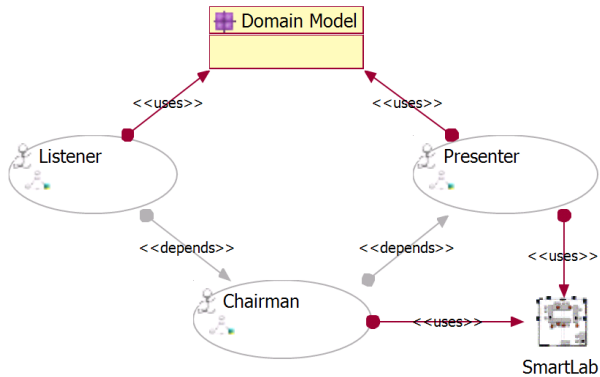 Domain Model
<<uses>> <<uses>>
Listener Presenter
<<depends>> <<depends>>
<<uses>>
Chairman
<<uses>>
SmartLab